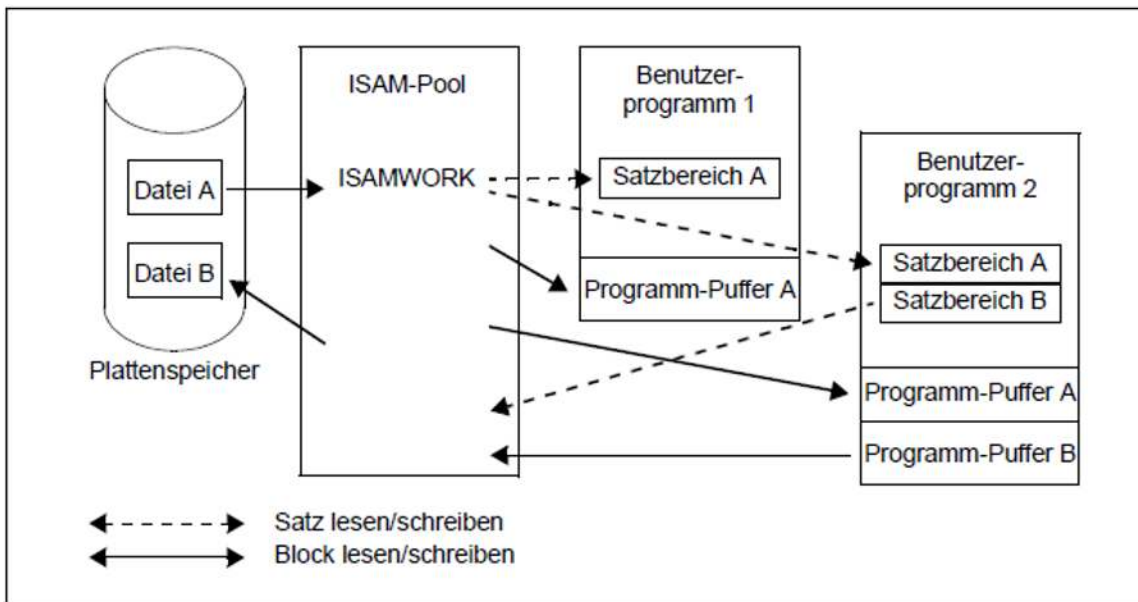 ISAM-Pool
ISAMWORK
Datei A
Datei B
Plattenspeicher
Benutzer-
programm 1
Satzbereich A
Programm-Puffer A
Benutzer-
programm 2
Satzbereich A
Satzbereich B
Programm-Puffer A
Programm-Puffer B
Satz lesen/schreiben
Block lesen/schreiben